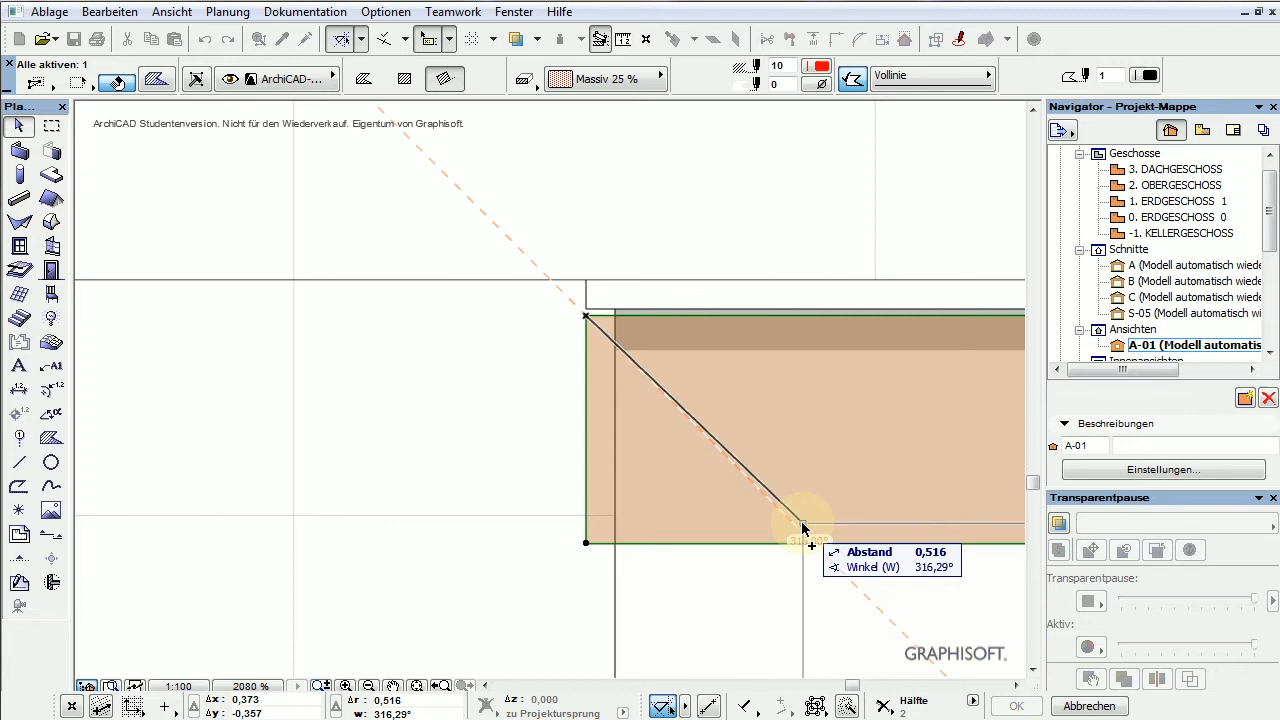 Ablage Bearbeiten Ansicht Planung Dokumentation Optionen Teamwork Fenster Hilfe
Alle aktiven: 1
ArchiCAD-...
Massiv 25 %
10
0
Vollinie
1
Pla...
ArchiCAD Studentenversion. Nicht für den Wiederverkauf. Eigentum von Graphisoft.
Abstand 0,516
Winkel (W) 316,29°
GRAPHISOFT.
Navigator - Projekt-Mappe
Geschosse
3. DACHGESCHOSS
2. OBERGESCHOSS
1. ERDGESCHOSS 1
0. ERDGESCHOSS 0
-1. KELLERGESCHOSS
Schnitte
A (Modell automatisch wiede
B (Modell automatisch wiede
C (Modell automatisch wiede
S-05 (Modell automatisch wi
Ansichten
A-01 (Modell automatis
Beschreibungen
A-01
Einstellungen...
Transparentpause
Transparentpause:
Aktiv:
1:100 2080 %
Δx: 0,373
Δy: -0,357
Δr: 0,516
w: 316,29°
Δz: 0,000
zu Projektursprung
Hälfte
2
OK
Abbrechen